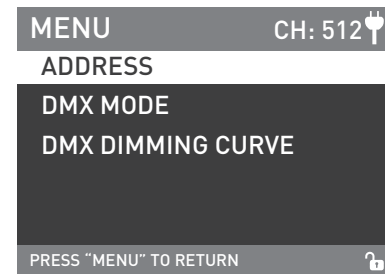 MENU CH: 512
ADDRESS
DMX MODE
DMX DIMMING CURVE
PRESS “MENU” TO RETURN